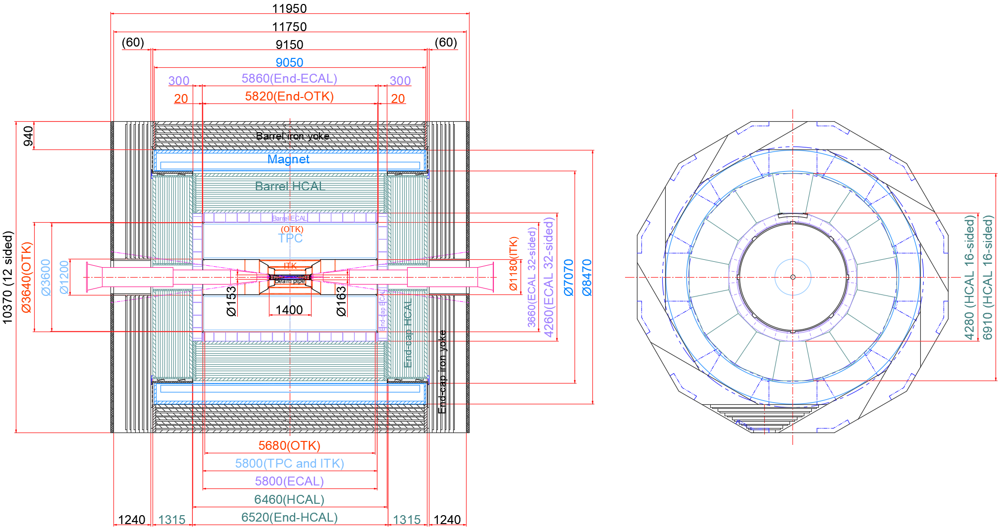 11950
11750
(60)
9150
(60)
9050
300
5860(End-ECAL)
300
20
5820(End-OTK)
20
940
Barrel iron yoke
Magnet
Barrel HCAL
Barrel ECAL
(OTK)
TPC
ITK
Beam pipe
10370 (12 sided)
Ø3640(OTK)
Ø3600
Ø1200
Ø153
1400
Ø163
End-cap ECAL
End-cap HCAL
End-cap iron yoke
Ø1180(ITK)
3660(ECAL 32-sided)
4260(ECAL 32-sided)
Ø7070
Ø8470
4280 (HCAL 16-sided)
6910 (HCAL 16-sided)
5680(OTK)
5800(TPC and ITK)
5800(ECAL)
6460(HCAL)
1240
1315
6520(End-HCAL)
1315
1240